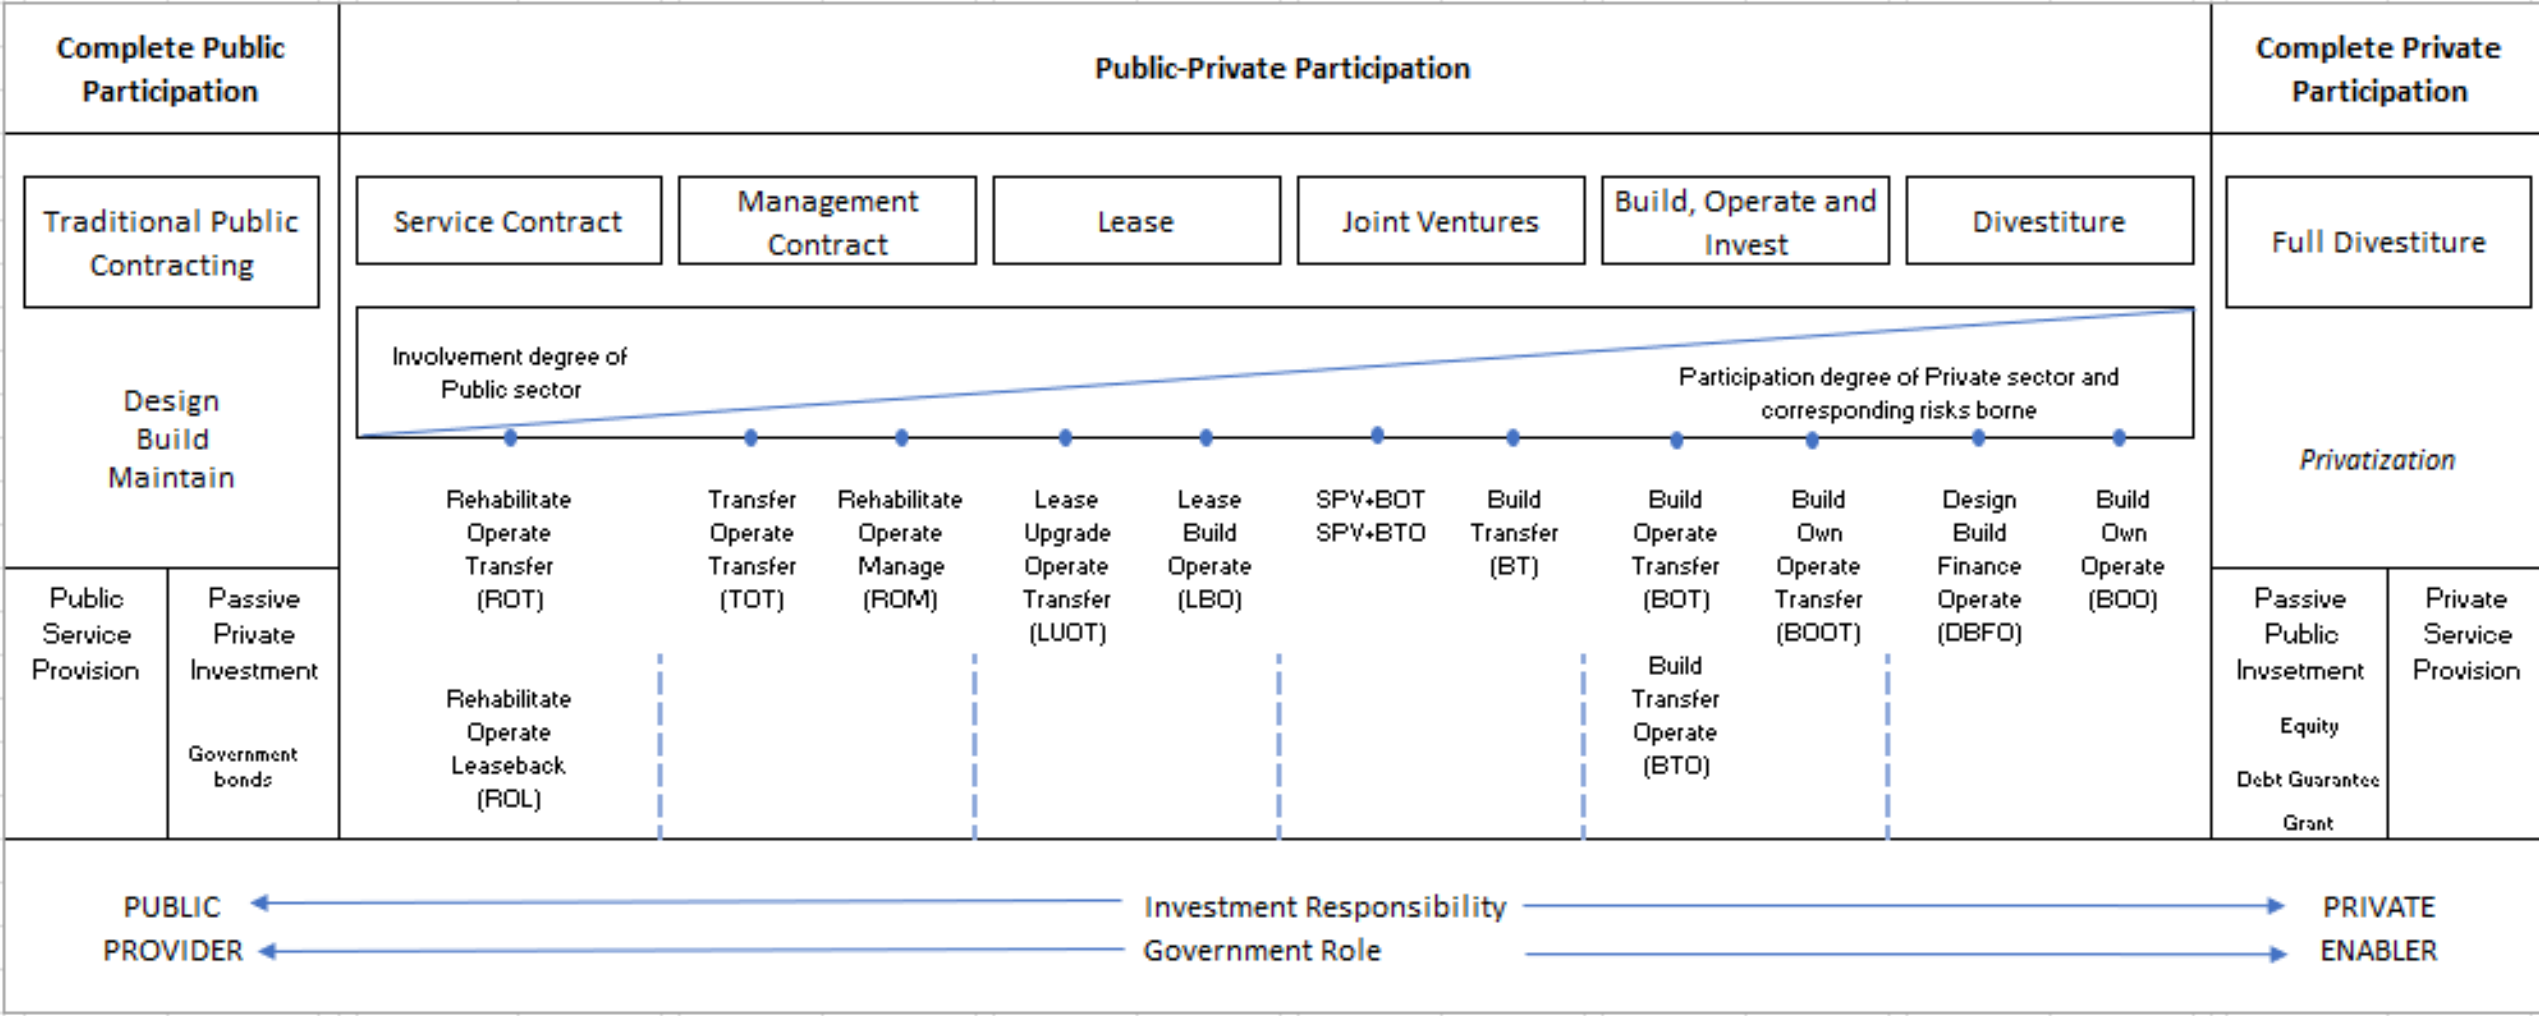 Complete Public
Participation
Public-Private Participation
Complete Private
Participation
Traditional Public
Contracting
Service Contract
Management
Contract
Lease
Joint Ventures
Build, Operate and
Invest
Divestiture
Full Divestiture
Involvement degree of
Public sector
Participation degree of Private sector and
corresponding risks borne
Design
Build
Maintain
Privatization
Public
Service
Provision
Passive
Private
Investment
Government
bonds
Rehabilitate
Operate
Transfer
(ROT)
Rehabilitate
Operate
Leaseback
(ROL)
Transfer
Operate
Transfer
(TOT)
Rehabilitate
Operate
Manage
(ROM)
Lease
Upgrade
Operate
Transfer
(LUOT)
Lease
Build
Operate
(LBO)
SPV+BOT
SPV+BTO
Build
Transfer
(BT)
Build
Operate
Transfer
(BOT)
Build
Transfer
Operate
(BTO)
Build
Own
Operate
Transfer
(BOOT)
Design
Build
Finance
Operate
(DBFO)
Build
Own
Operate
(BOO)
Passive
Public
Invsetment
Equity
Debt Guarantee
Grant
Private
Service
Provision
PUBLIC
Investment Responsibility
PRIVATE
PROVIDER
Government Role
ENABLER